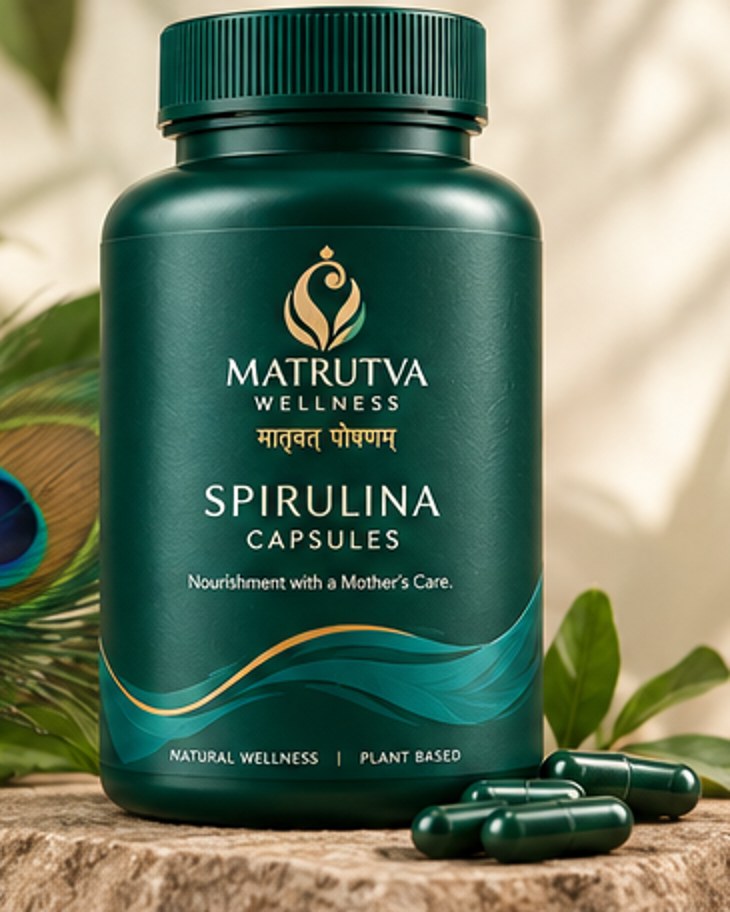 MATRUTVA
WELLNESS
मातृवत् पोषणम्
SPIRULINA
CAPSULES
Nourishment with a Mother's Care.
NATURAL WELLNESS | PLANT BASED